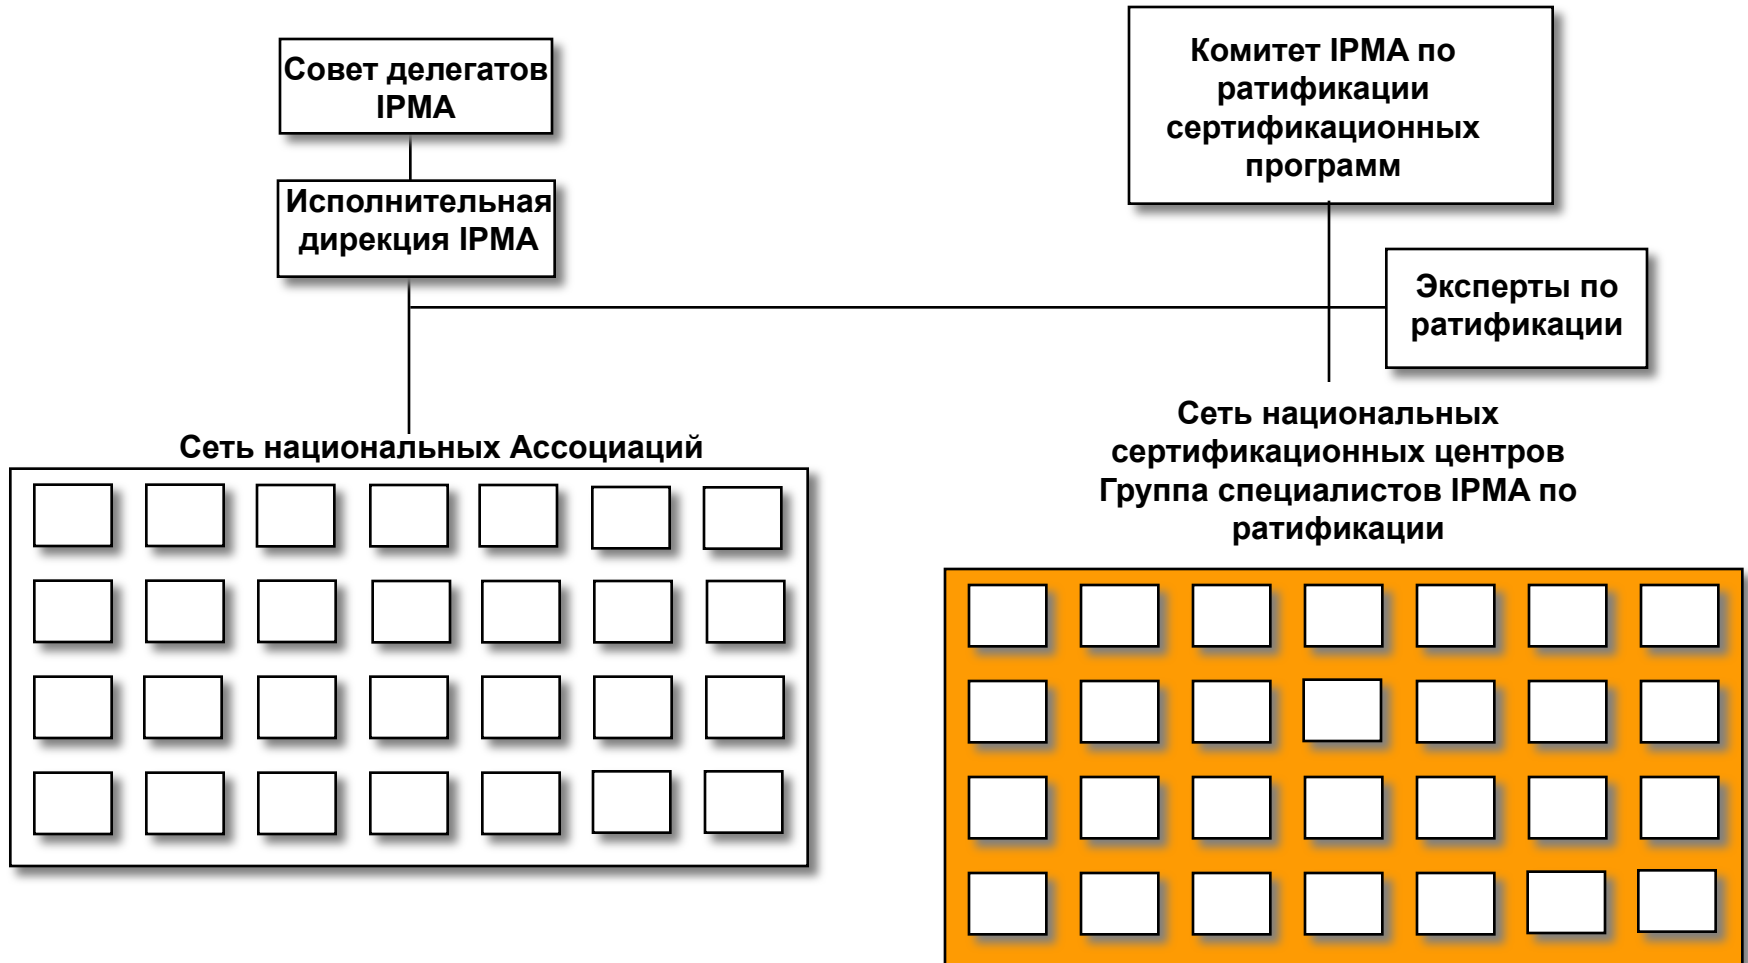 Совет делегатов
IPMA
Исполнительная
дирекция IPMA
Комитет IPMA по
ратификации
сертификационных
программ
Эксперты по
ратификации
Сеть национальных Ассоциаций
Сеть национальных
сертификационных центров
Группа специалистов IPMA по
ратификации